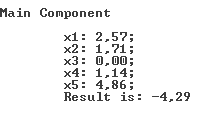 Main Component
x1: 2,57;
x2: 1,71;
x3: 0,00;
x4: 1,14;
x5: 4,86;
Result is: -4,29